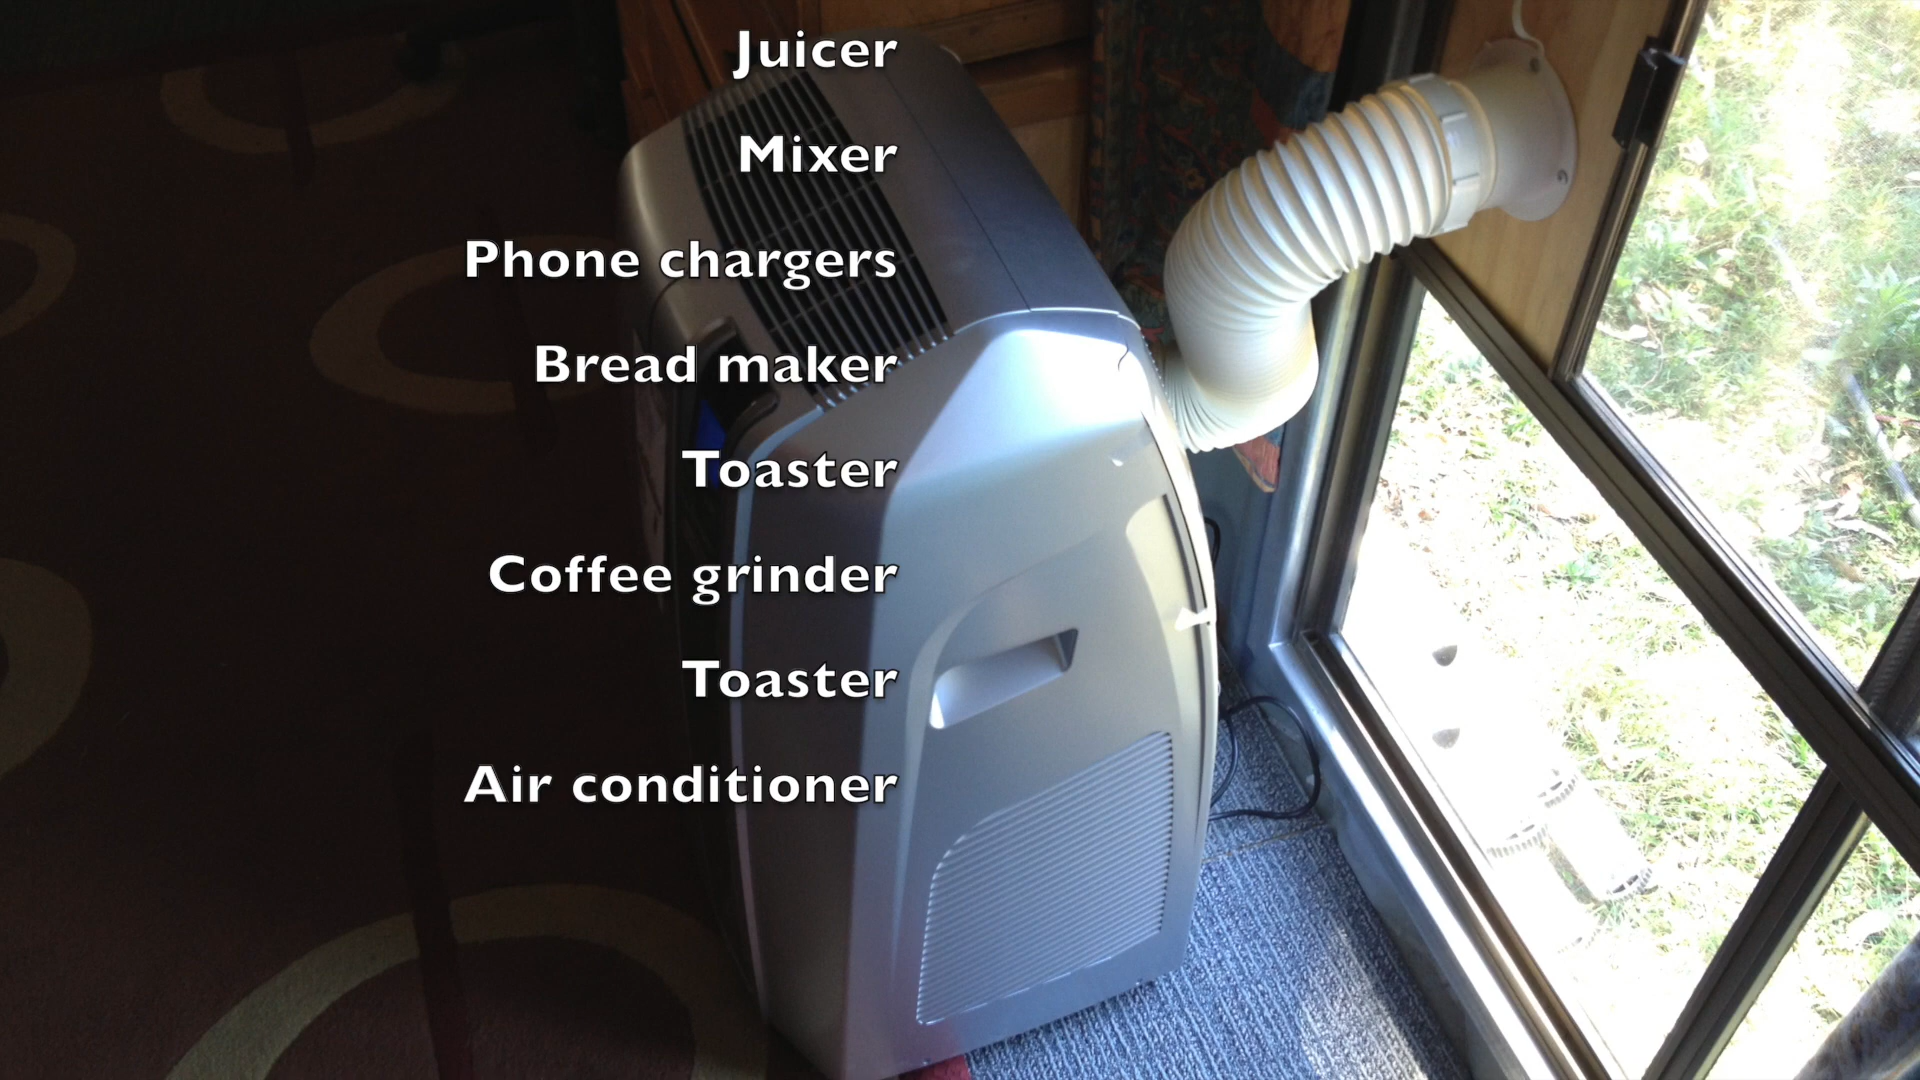 Juicer
Mixer
Phone chargers
Bread maker
Toaster
Coffee grinder
Toaster
Air conditioner